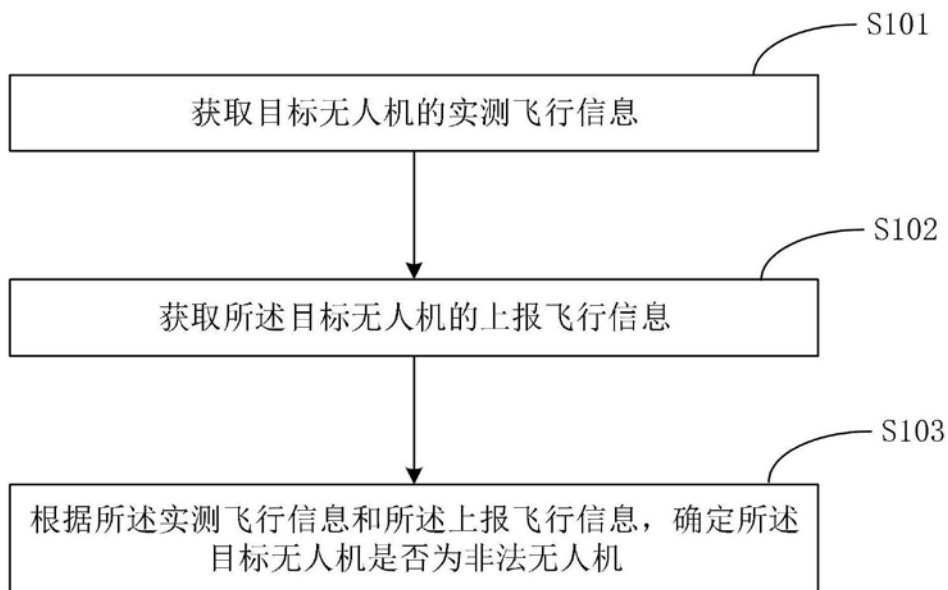 S101
获取目标无人机的实测飞行信息
S102
获取所述目标无人机的上报飞行信息
S103
根据所述实测飞行信息和所述上报飞行信息，确定所述
目标无人机是否为非法无人机